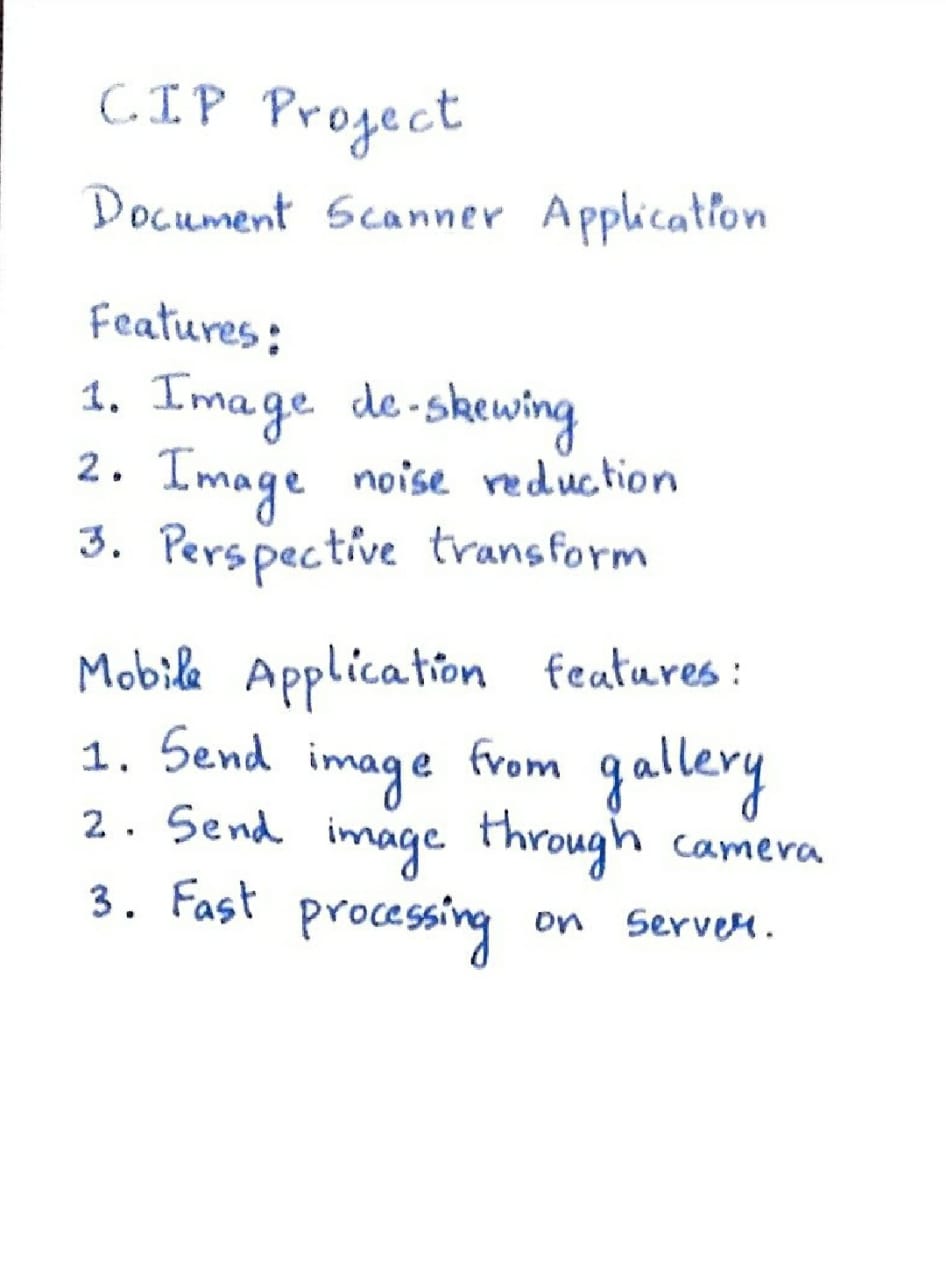 CIP Project
Document Scanner Application
Features:
1. Image de-skewing
2. Image noise reduction
3. Perspective transform
Mobile Application features:
1. Send image from gallery
2. Send image through camera
3. Fast processing on server.